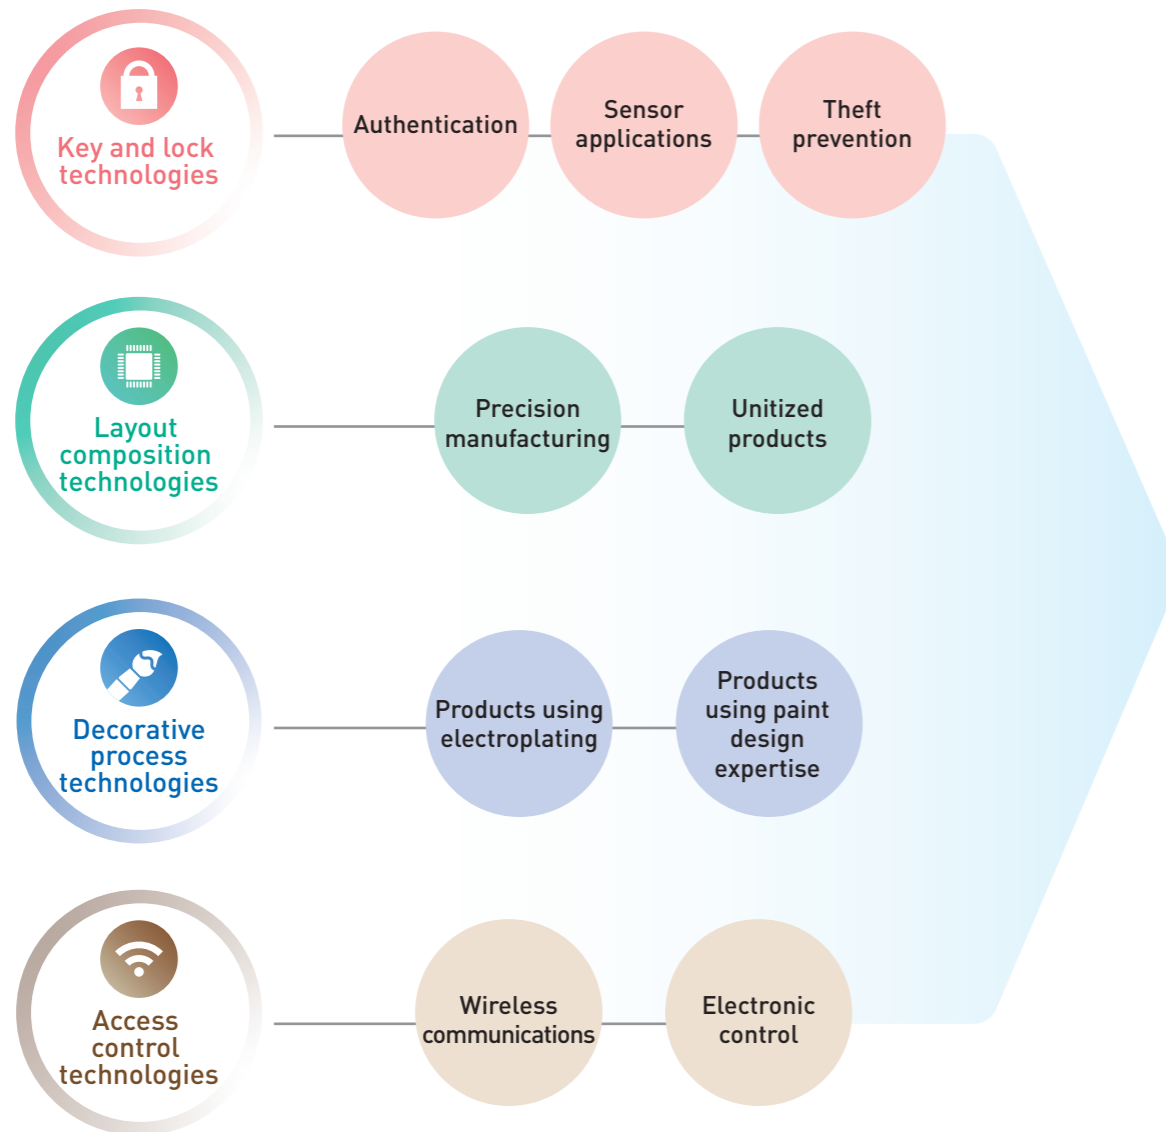 Key and lock
technologies
Authentication
Sensor
applications
Theft
prevention
Layout
composition
technologies
Precision
manufacturing
Unitized
products
Decorative
process
technologies
Products using
electroplating
Products
using paint
design
expertise
Access
control
technologies
Wireless
communications
Electronic
control